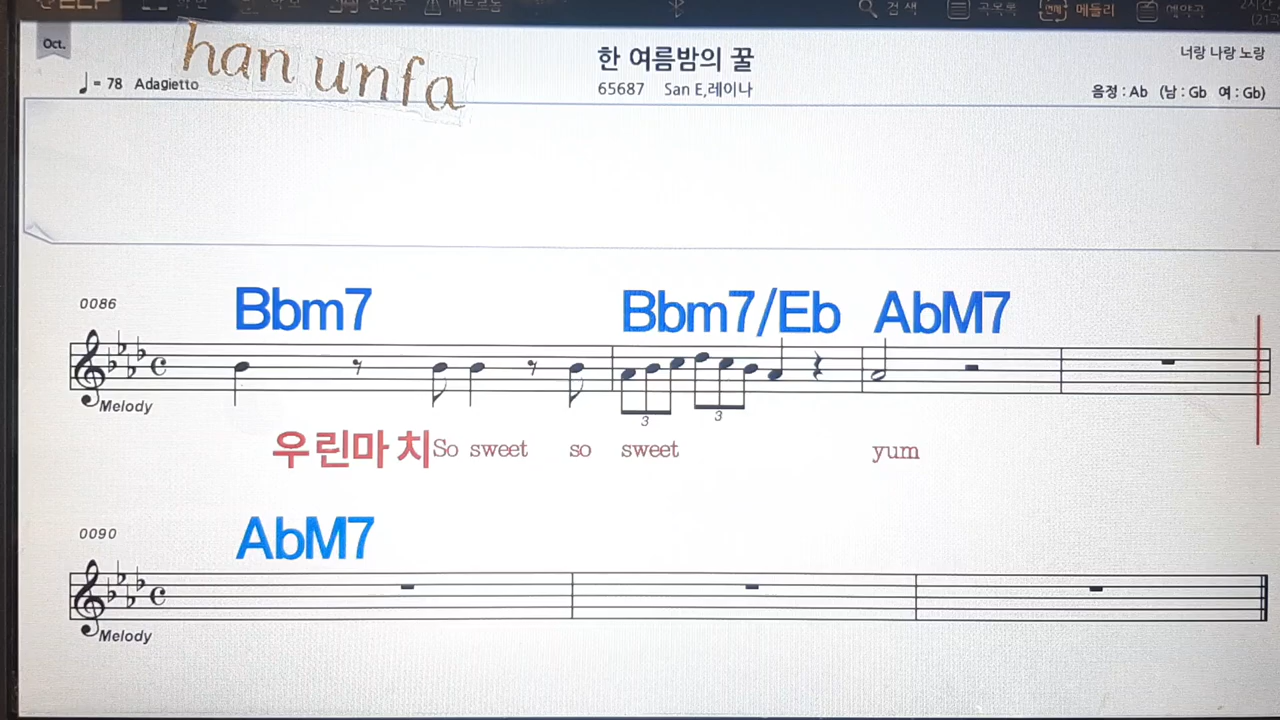 검색 곡목록 메들리 예약곡
Oct.
han unfa
한 여름밤의 꿀
너랑 나랑 노랑
♩= 78 Adagietto
65687 San E,레이나
음정 : Ab (남 : Gb 여 : Gb)
0086
Bbm7 Bbm7/Eb AbM7
Melody
3 3
우린마 치So sweet so sweet yum
0090
AbM7
Melody